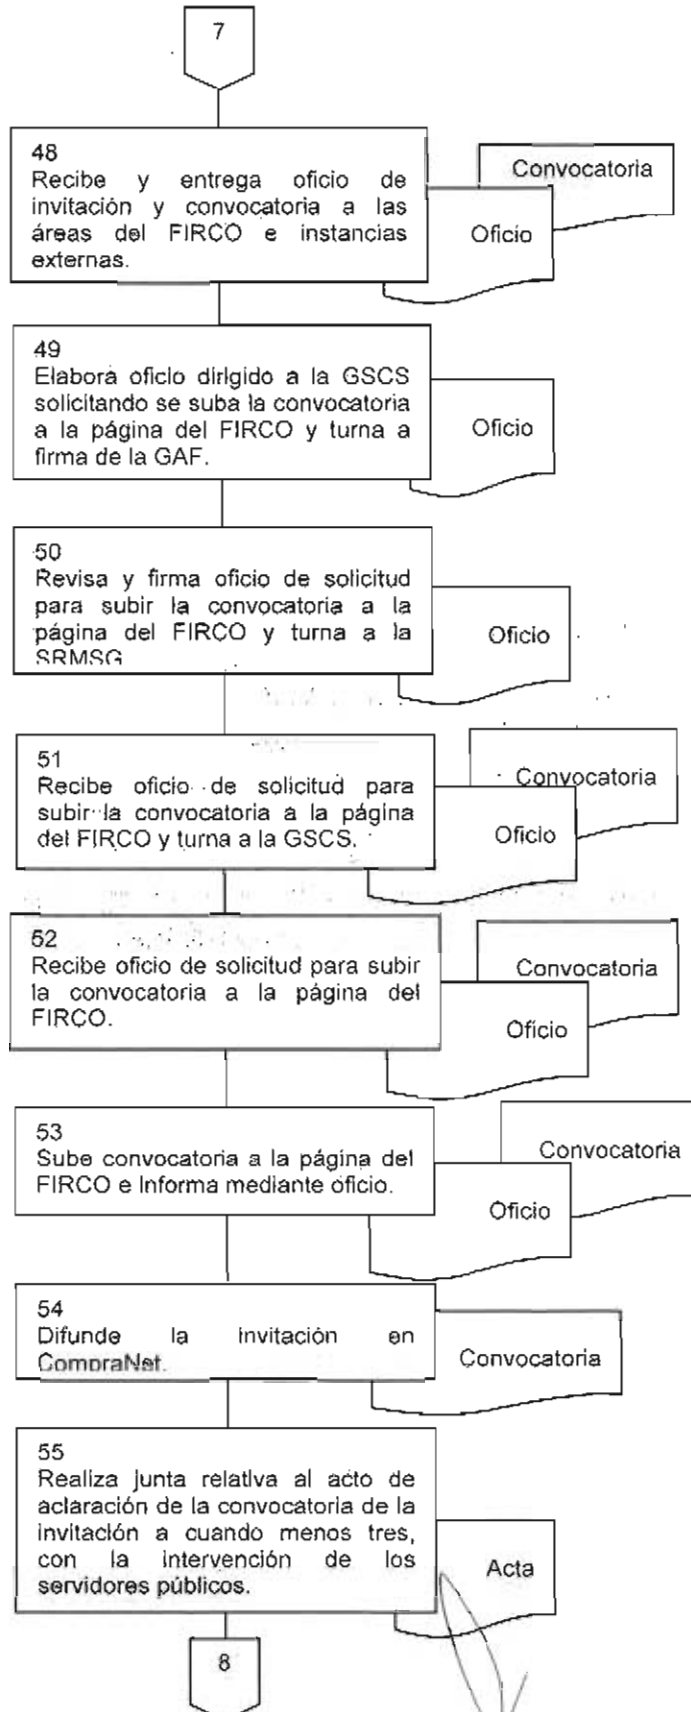 7
48
Recibe y entrega oficio de
invitación y convocatoria a las
áreas del FIRCO e instancias
externas.
Convocatoria
Oficio
49
Elabora oficio dirigido a la GSCS
solicitando se suba la convocatoria
a la página del FIRCO y turna a
firma de la GAF.
Oficio
50
Revisa y firma oficio de solicitud
para subir la convocatoria a la
página del FIRCO y turna a la
SRMSG
Oficio
51
Recibe oficio de solicitud para
subir la convocatoria a la página
del FIRCO y turna a la GSCS.
Convocatoria
Oficio
52
Recibe oficio de solicitud para subir
la convocatoria a la página del
FIRCO.
Convocatoria
Oficio
53
Sube convocatoria a la página del
FIRCO e Informa mediante oficio.
Convocatoria
Oficio
54
Difunde la invitación en
CompraNet.
Convocatoria
55
Realiza junta relativa al acto de
aclaración de la convocatoria de la
invitación a cuando menos tres,
con la intervención de los
servidores públicos.
Acta
8